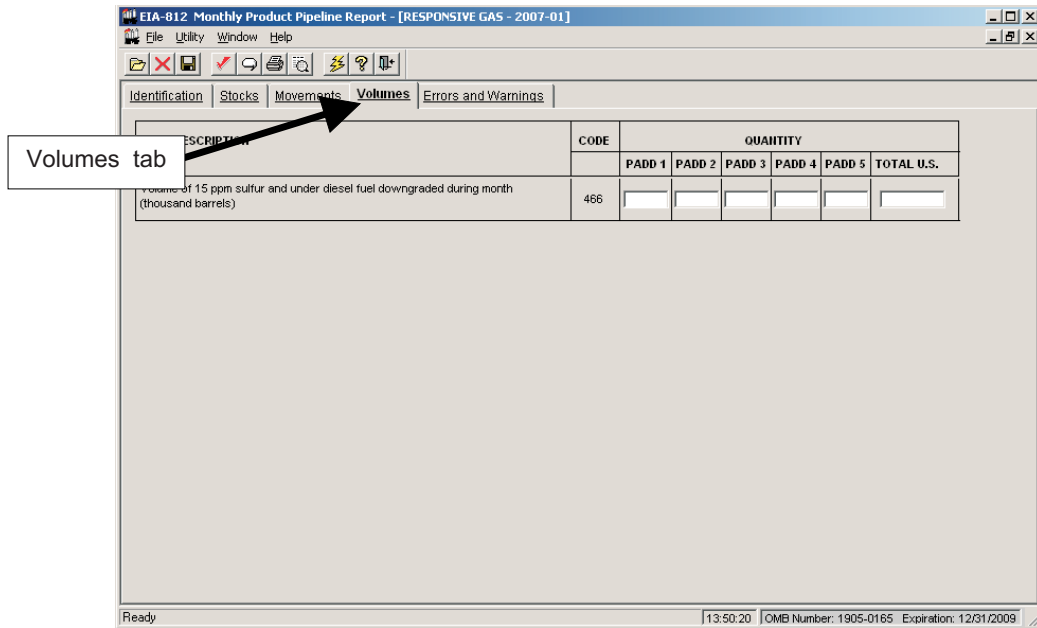 EIA-812 Monthly Product Pipeline Report - [RESPONSIVE GAS - 2007-01]
File Utility Window Help
Identification Stocks Movements Volumes Errors and Warnings
Volumes tab
CODE QUANTITY
PADD 1 PADD 2 PADD 3 PADD 4 PADD 5 TOTAL U.S.
Volume of 15 ppm sulfur and under diesel fuel downgraded during month
(thousand barrels)
466
Ready 13:50:20 OMB Number: 1905-0165 Expiration: 12/31/2009